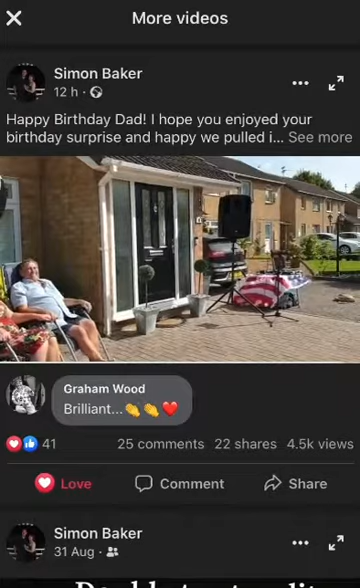 More videos
Simon Baker
12 h ·
Happy Birthday Dad! I hope you enjoyed your
birthday surprise and happy we pulled i... See more
Graham Wood
Brilliant...👏👏❤️
41
25 comments 22 shares 4.5k views
Love Comment Share
Simon Baker
31 Aug ·